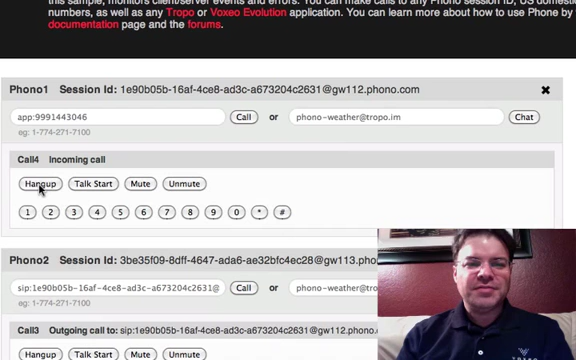 this sample, monitors client/server events and errors. You can make calls to any Phono session ID, US domestic
numbers, as well as any Tropo or Voxeo Evolution application. You can learn more about how to use Phone by
documentation page and the forums.
Phono1 Session Id: 1e90b05b-16af-4ce8-ad3c-a673204c2631@gw112.phono.com ✖
app:9991443046 Call or phono-weather@tropo.im Chat
eg: 1-774-271-7100
Call4 Incoming call
Hangup Talk Start Mute Unmute
1 2 3 4 5 6 7 8 9 0 * #
Phono2 Session Id: 3be35f09-8dff-4647-ada6-ae32bfc4ec28@gw113.pho
sip:1e90b05b-16af-4ce8-ad3c-a673204c2631@ Call or phono-weather@tro
eg: 1-774-271-7100
Call3 Outgoing call to: sip:1e90b05b-16af-4ce8-ad3c-a673204c2631@gw112.phono.
Hangup Talk Start Mute Unmute